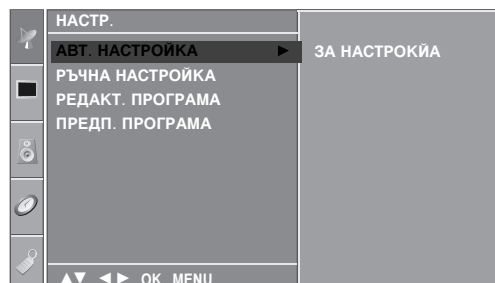 НАСТР.
АВТ. НАСТРОЙКА ►
ЗА НАСТРОКЙА
РЪЧНА НАСТРОЙКА
РЕДАКТ. ПРОГРАМА
ПРЕДП. ПРОГРАМА
▲▼ ◄► OK MENU